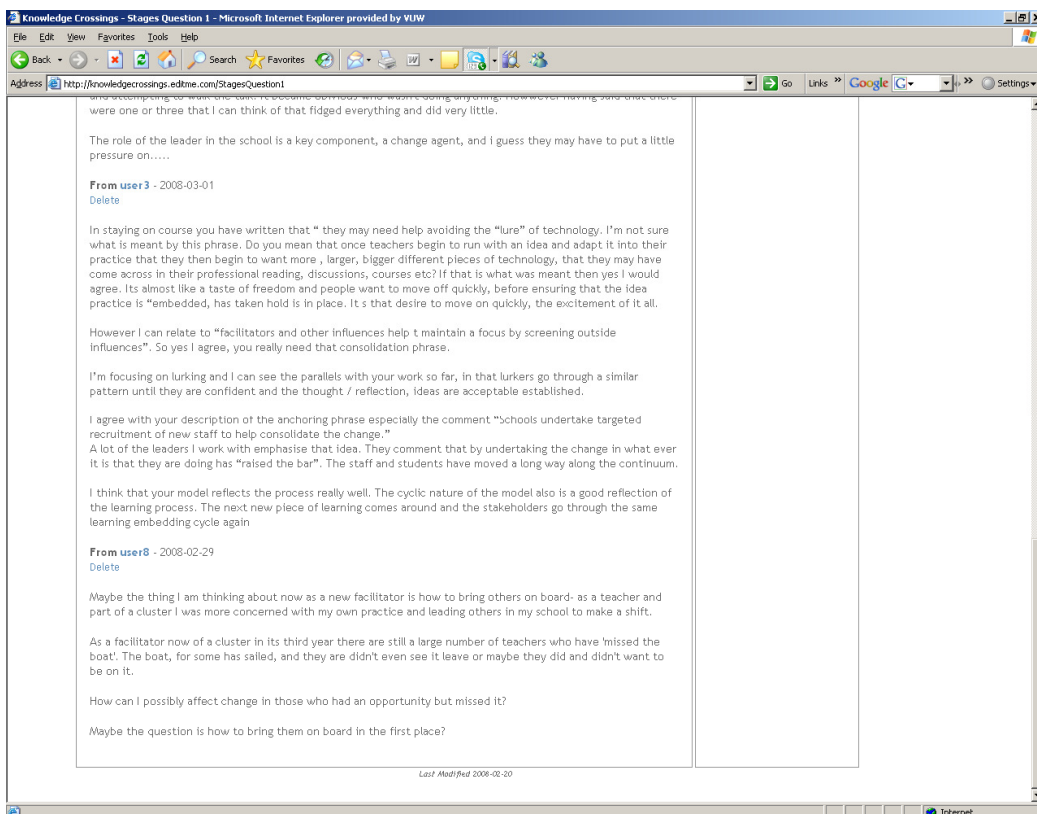 Knowledge Crossings - Stages Question 1 - Microsoft Internet Explorer provided by VUW
File Edit View Favorites Tools Help
Back Search Favorites
Address http://knowledgecrossings.editme.com/StagesQuestion1 Go Links » Google G » Settings
and attempting to walk the talk. It became obvious who wasn't doing anything. Howwever having said that there
were one or three that I can think of that fidged everything and did very little.
The role of the leader in the school is a key component, a change agent, and i guess they may have to put a little
pressure on.....
From user3 - 2008-03-01
Delete
In staying on course you have written that " they may need help avoiding the "lure" of technology. I'm not sure
what is meant by this phrase. Do you mean that once teachers begin to run with an idea and adapt it into their
practice that they then begin to want more , larger, bigger different pieces of technology, that they may have
come across in their professional reading, discussions, courses etc? If that is what was meant then yes I would
agree. Its almost like a taste of freedom and people want to move off quickly, before ensuring that the idea
practice is "embedded, has taken hold is in place. It s that desire to move on quickly, the excitement of it all.
However I can relate to "facilitators and other influences help t maintain a focus by screening outside
influences". So yes I agree, you really need that consolidation phrase.
I'm focusing on lurking and I can see the parallels with your work so far, in that lurkers go through a similar
pattern until they are confident and the thought / reflection, ideas are acceptable established.
I agree with your description of the anchoring phrase especially the comment "Schools undertake targeted
recruitment of new staff to help consolidate the change."
A lot of the leaders I work with emphasise that idea. They comment that by undertaking the change in what ever
it is that they are doing has "raised the bar". The staff and students have moved a long way along the continuum.
I think that your model reflects the process really well. The cyclic nature of the model also is a good reflection of
the learning process. The next new piece of learning comes around and the stakeholders go through the same
learning embedding cycle again
From user8 - 2008-02-29
Delete
Maybe the thing I am thinking about now as a new facilitator is how to bring others on board- as a teacher and
part of a cluster I was more concerned with my own practice and leading others in my school to make a shift.
As a facilitator now of a cluster in its third year there are still a large number of teachers who have 'missed the
boat'. The boat, for some has sailed, and they are didn't even see it leave or maybe they did and didn't want to
be on it.
How can I possibly affect change in those who had an opportunity but missed it?
Maybe the question is how to bring them on board in the first place?
Last Modified 2008-02-20
Internet